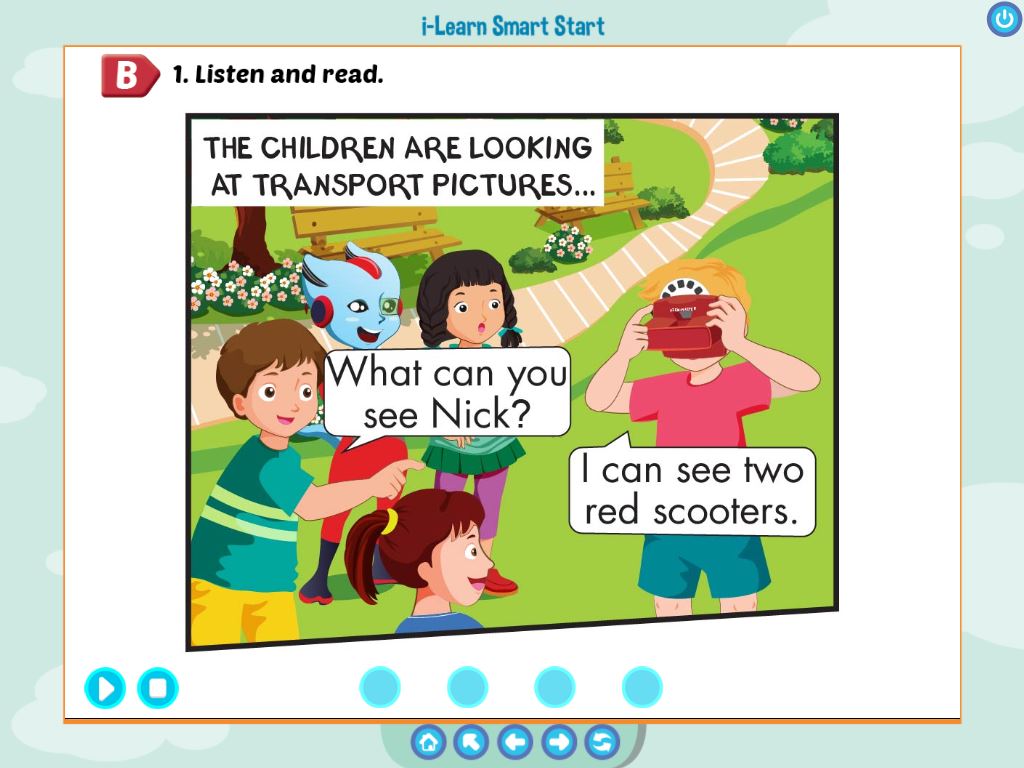 i-Learn Smart Start
B 1. Listen and read.
THE CHILDREN ARE LOOKING
AT TRANSPORT PICTURES...
What can you
see Nick?
I can see two
red scooters.